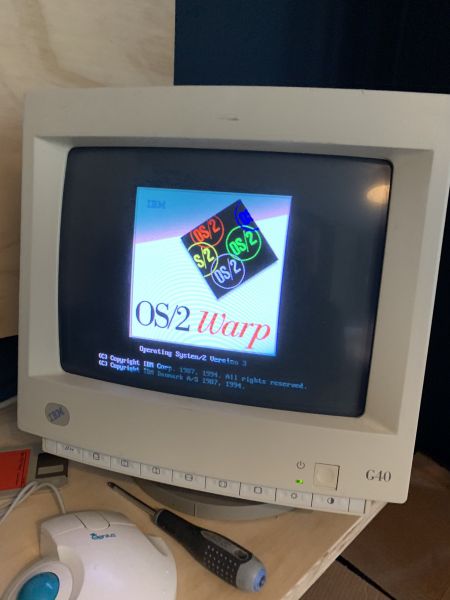 IBM
OS/2
OS/2
S/2
OS/2
OS/2 Warp
Operating System/2 Version 3
(C) Copyright IBM Corp. 1987, 1994. All rights reserved.
(C) Copyright IBM Danmark A/S 1987, 1994.
IBM
G40
Genius